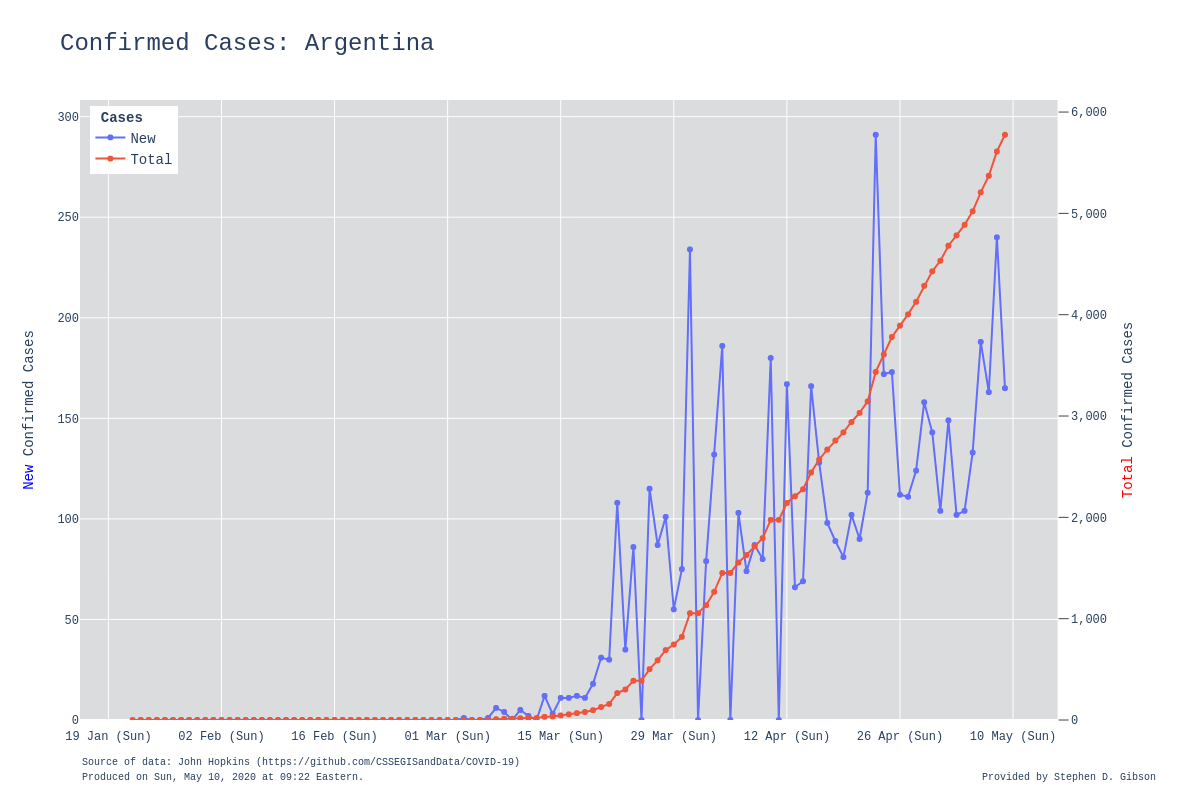 Confirmed Cases: Argentina
Cases
New
Total
300
250
200
150
100
50
0
New Confirmed Cases
6,000
5,000
4,000
3,000
2,000
1,000
0
Total Confirmed Cases
19 Jan (Sun) 02 Feb (Sun) 16 Feb (Sun) 01 Mar (Sun) 15 Mar (Sun) 29 Mar (Sun) 12 Apr (Sun) 26 Apr (Sun) 10 May (Sun)
Source of data: John Hopkins (https://github.com/CSSEGISandData/COVID-19)
Produced on Sun, May 10, 2020 at 09:22 Eastern.
Provided by Stephen D. Gibson